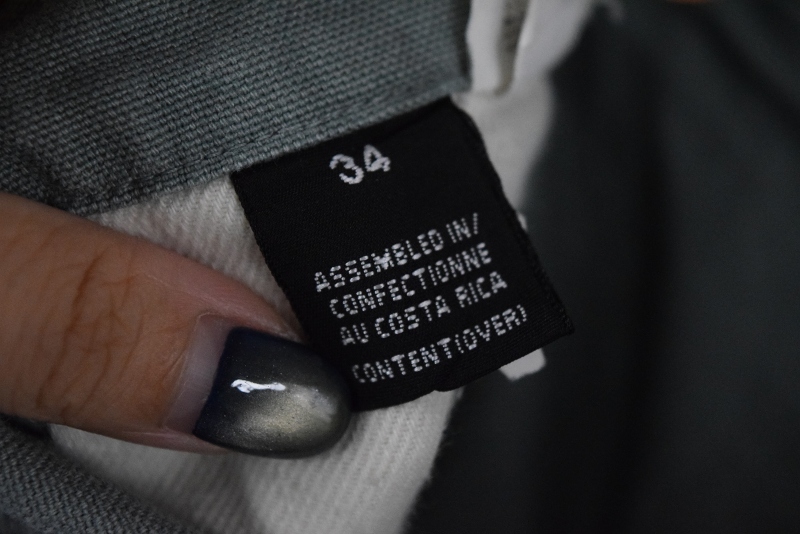 34
ASSEMBLED IN/
CONFECTIONNE
AU COSTA RICA
CONTENT(OVER)